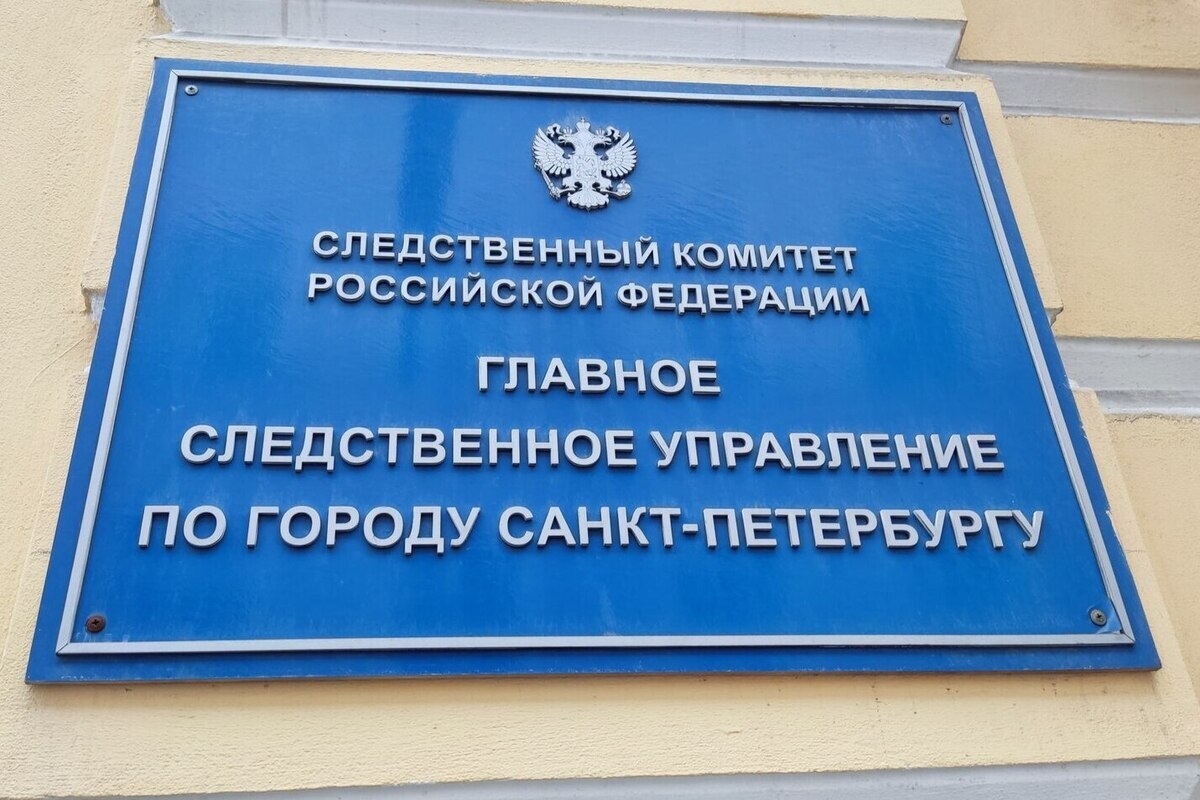 СЛЕДСТВЕННЫЙ КОМИТЕТ
РОССИЙСКОЙ ФЕДЕРАЦИИ
ГЛАВНОЕ
СЛЕДСТВЕННОЕ УПРАВЛЕНИЕ
ПО ГОРОДУ САНКТ-ПЕТЕРБУРГУ